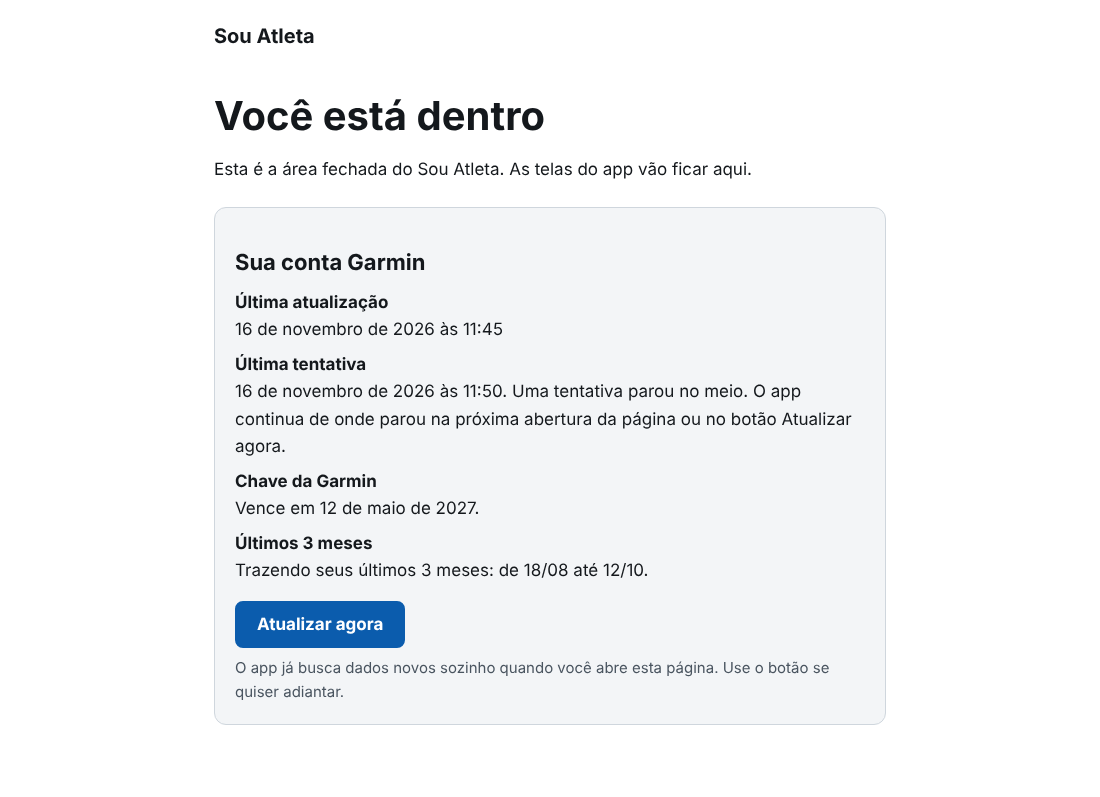 Sou Atleta
Você está dentro
Esta é a área fechada do Sou Atleta. As telas do app vão ficar aqui.
Sua conta Garmin
Última atualização
16 de novembro de 2026 às 11:45
Última tentativa
16 de novembro de 2026 às 11:50. Uma tentativa parou no meio. O app
continua de onde parou na próxima abertura da página ou no botão Atualizar
agora.
Chave da Garmin
Vence em 12 de maio de 2027.
Últimos 3 meses
Trazendo seus últimos 3 meses: de 18/08 até 12/10.
Atualizar agora
O app já busca dados novos sozinho quando você abre esta página. Use o botão se
quiser adiantar.